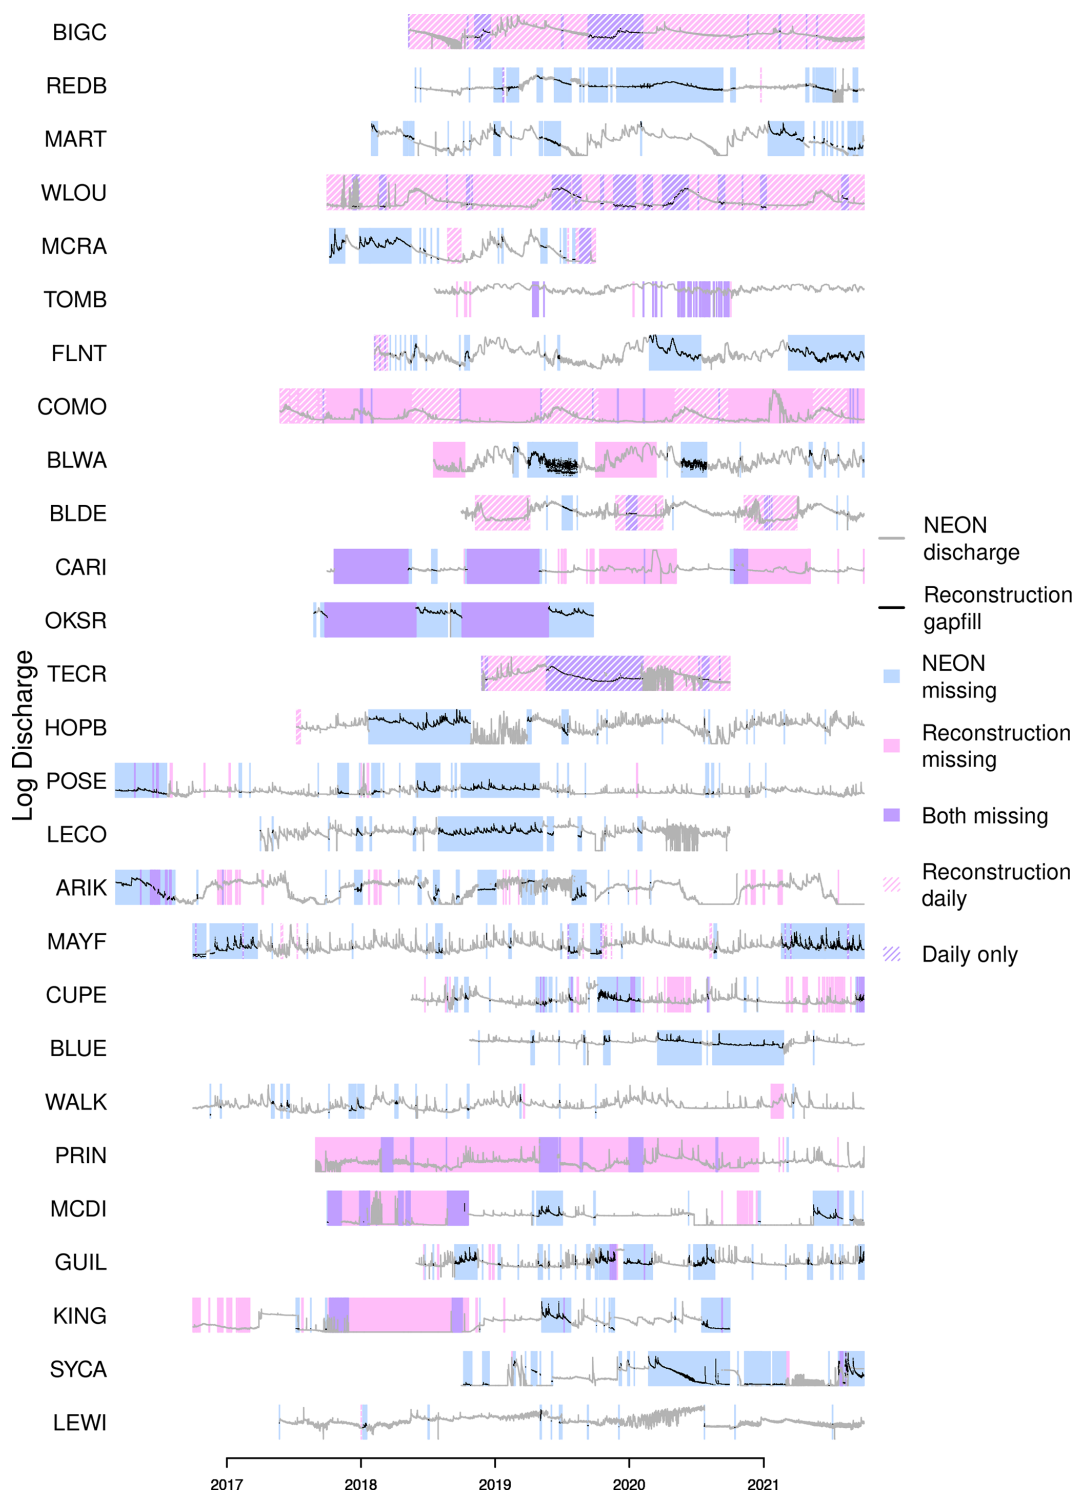 BIGC
REDB
MART
WLOU
MCRA
TOMB
FLNT
COMO
BLWA
BLDE
CARI
OKSR
TECR
HOPB
POSE
LECO
ARIK
MAYF
CUPE
BLUE
WALK
PRIN
MCDI
GUIL
KING
SYCA
LEWI
Log Discharge
2017 2018 2019 2020 2021
NEON
discharge
Reconstruction
gapfill
NEON
missing
Reconstruction
missing
Both missing
Reconstruction
daily
Daily only